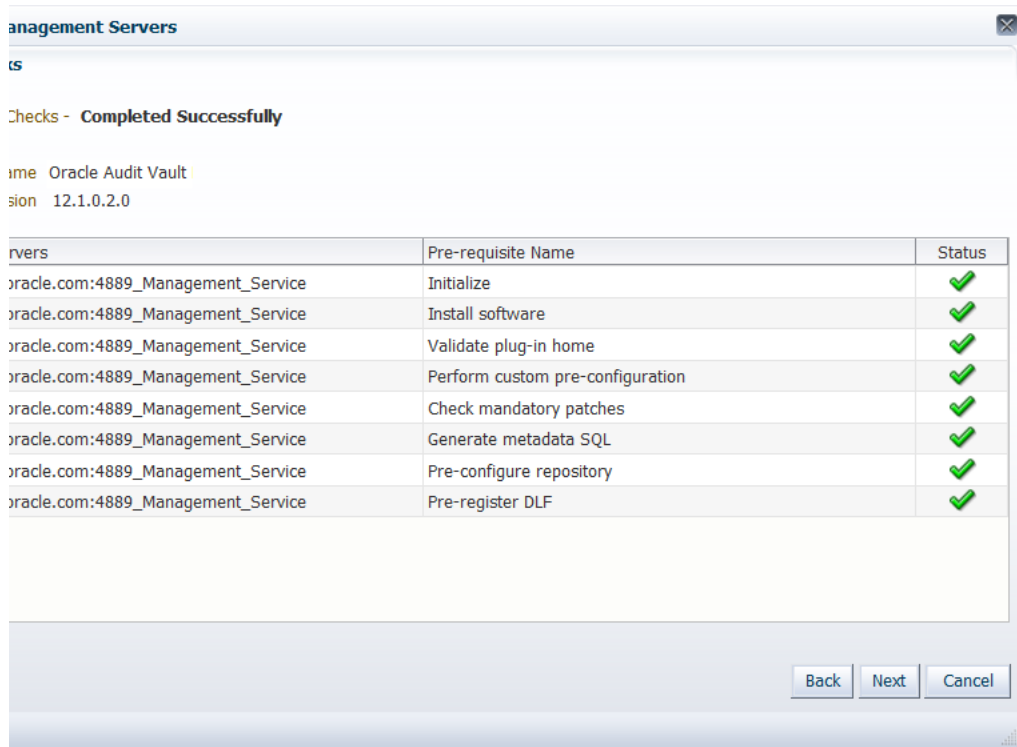 anagement Servers
ks
Checks - Completed Successfully
ame Oracle Audit Vault
sion 12.1.0.2.0
rvers Pre-requisite Name Status
oracle.com:4889_Management_Service Initialize
oracle.com:4889_Management_Service Install software
oracle.com:4889_Management_Service Validate plug-in home
oracle.com:4889_Management_Service Perform custom pre-configuration
oracle.com:4889_Management_Service Check mandatory patches
oracle.com:4889_Management_Service Generate metadata SQL
oracle.com:4889_Management_Service Pre-configure repository
oracle.com:4889_Management_Service Pre-register DLF
Back Next Cancel